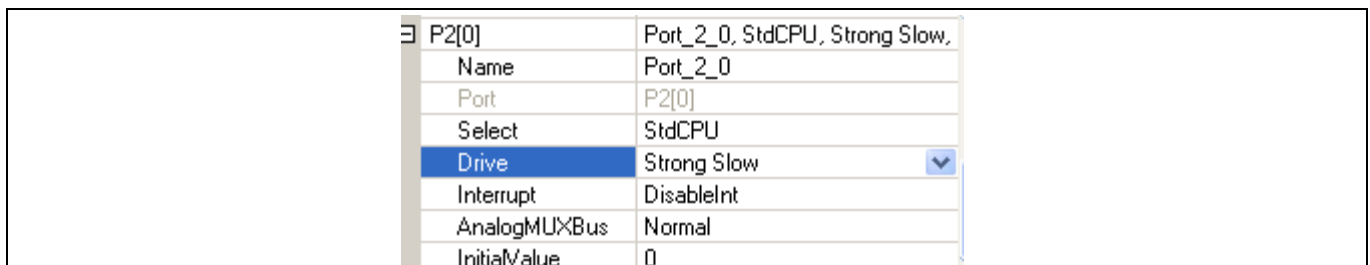 P2[0] Port_2_0, StdCPU, Strong Slow,
Name Port_2_0
Port P2[0]
Select StdCPU
Drive Strong Slow
Interrupt DisableInt
AnalogMUXBus Normal
InitialValue 0